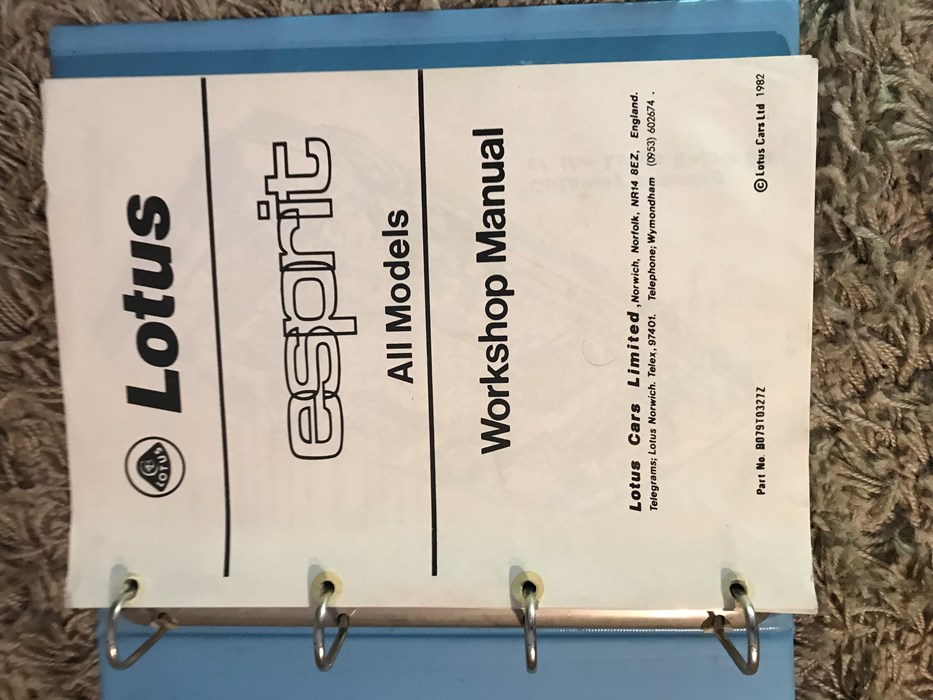 LOTUS
Lotus
esprit
All Models
Workshop Manual
Lotus Cars Limited, Norwich, Norfolk, NR14 8EZ, England.
Telegrams; Lotus Norwich. Telex, 97401. Telephone; Wymondham (0953) 602674.
Part No. B079T0327Z © Lotus Cars Ltd 1982